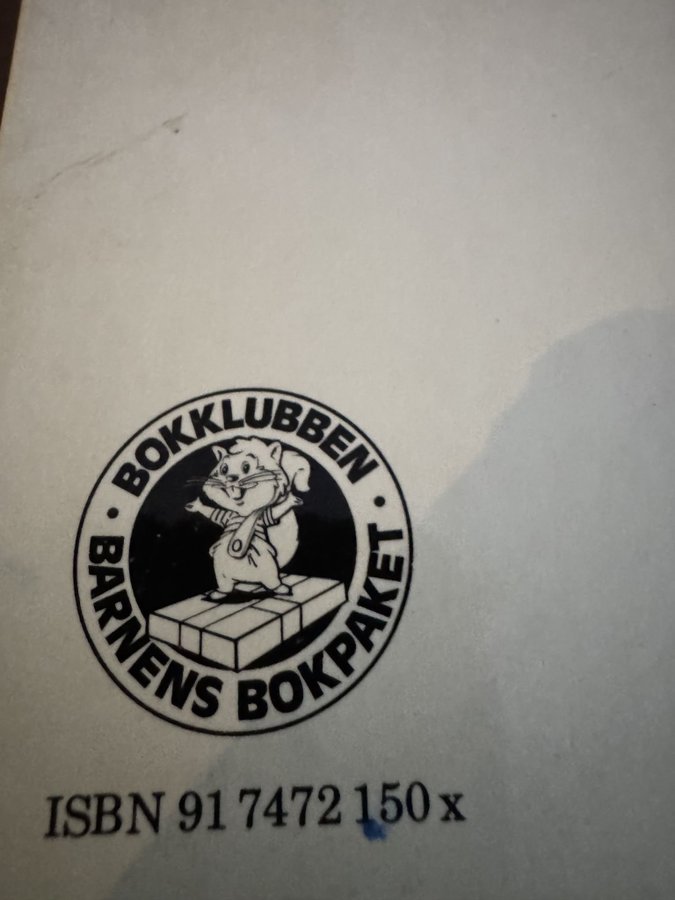 BOKKLUBBEN
BARNENS BOKPAKET
ISBN 91 7472 150 x